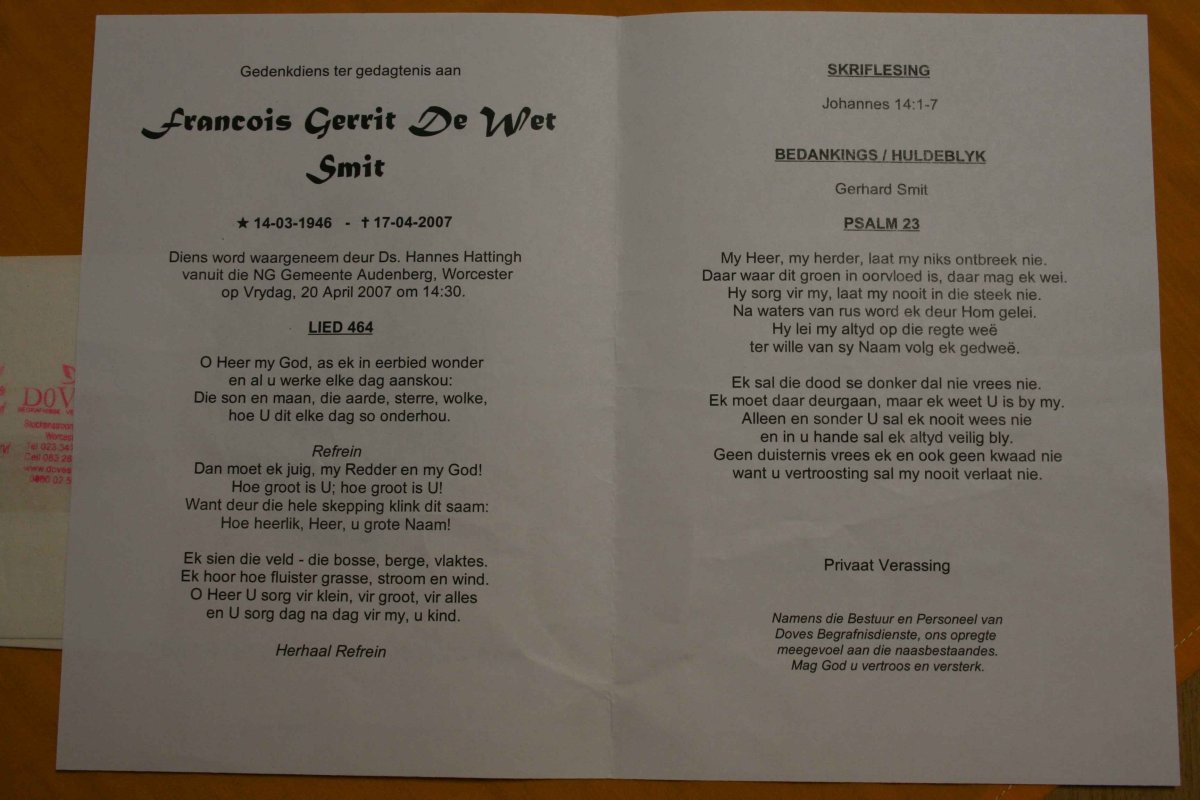 Gedenkdiens ter gedagtenis aan
Francois Gerrit De Wet
Smit
★ 14-03-1946 - ✝ 17-04-2007
Diens word waargeneem deur Ds. Hannes Hattingh
vanuit die NG Gemeente Audenberg, Worcester
op Vrydag, 20 April 2007 om 14:30.
LIED 464
O Heer my God, as ek in eerbied wonder
en al u werke elke dag aanskou:
Die son en maan, die aarde, sterre, wolke,
hoe U dit elke dag so onderhou.
Refrein
Dan moet ek juig, my Redder en my God!
Hoe groot is U; hoe groot is U!
Want deur die hele skepping klink dit saam:
Hoe heerlik, Heer, u grote Naam!
Ek sien die veld - die bosse, berge, vlaktes.
Ek hoor hoe fluister grasse, stroom en wind.
O Heer U sorg vir klein, vir groot, vir alles
en U sorg dag na dag vir my, u kind.
Herhaal Refrein
SKRIFLESING
Johannes 14:1-7
BEDANKINGS / HULDEBLYK
Gerhard Smit
PSALM 23
My Heer, my herder, laat my niks ontbreek nie.
Daar waar dit groen in oorvloed is, daar mag ek wei.
Hy sorg vir my, laat my nooit in die steek nie.
Na waters van rus word ek deur Hom gelei.
Hy lei my altyd op die regte weë
ter wille van sy Naam volg ek gedweë.
Ek sal die dood se donker dal nie vrees nie.
Ek moet daar deurgaan, maar ek weet U is by my.
Alleen en sonder U sal ek nooit wees nie
en in u hande sal ek altyd veilig bly.
Geen duisternis vrees ek en ook geen kwaad nie
want u vertroosting sal my nooit verlaat nie.
Privaat Verassing
Namens die Bestuur en Personeel van
Doves Begrafnisdienste, ons opregte
meegevoel aan die naasbestaandes.
Mag God u vertroos en versterk.
DOV
Worcest
Tel 023 34
Cell 083 28
www.doves